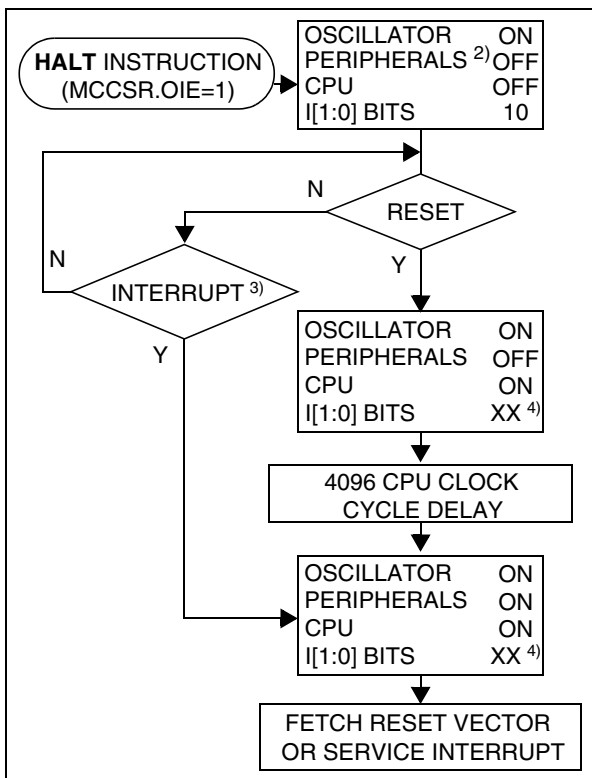 HALT INSTRUCTION
(MCCSR.OIE=1)
OSCILLATOR ON
PERIPHERALS 2) OFF
CPU OFF
I[1:0] BITS 10
N
RESET
N
Y
INTERRUPT 3)
Y
OSCILLATOR ON
PERIPHERALS OFF
CPU ON
I[1:0] BITS XX 4)
4096 CPU CLOCK
CYCLE DELAY
OSCILLATOR ON
PERIPHERALS ON
CPU ON
I[1:0] BITS XX 4)
FETCH RESET VECTOR
OR SERVICE INTERRUPT